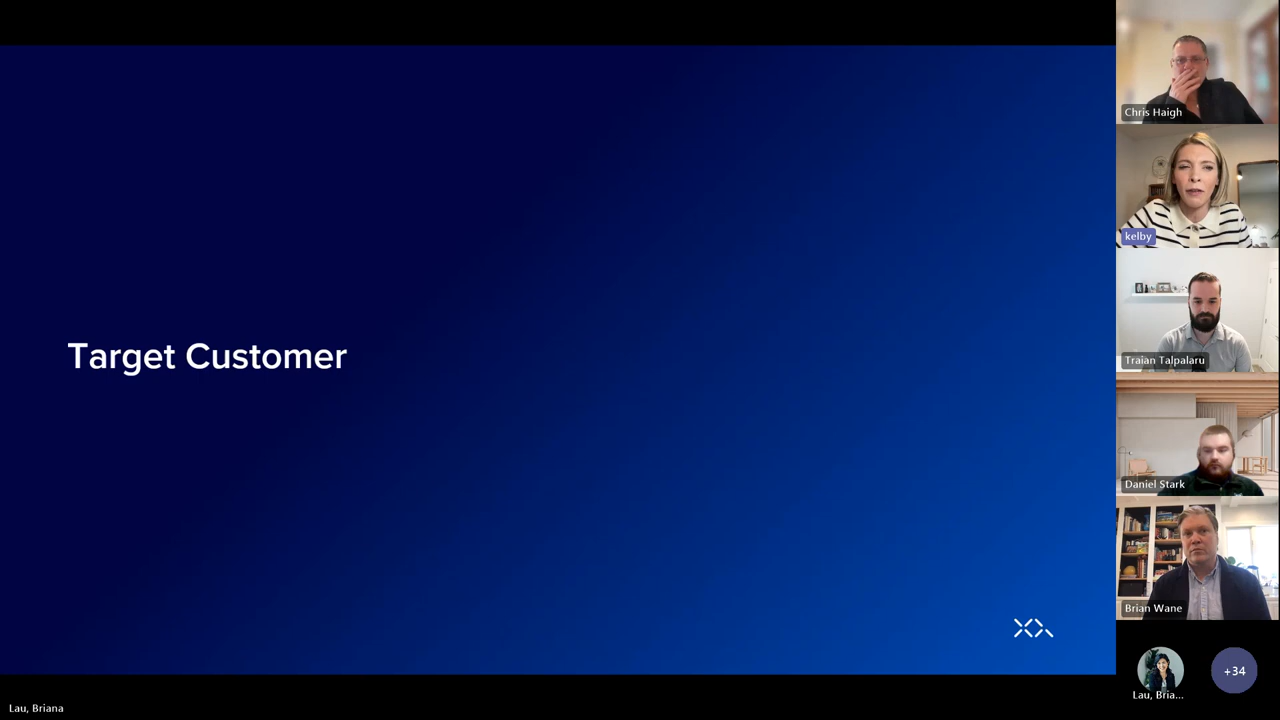 Target Customer
Lau, Briana
Chris Haigh
kelby
Traian Talpalaru
Daniel Stark
Brian Wane
Lau, Bria...
+34